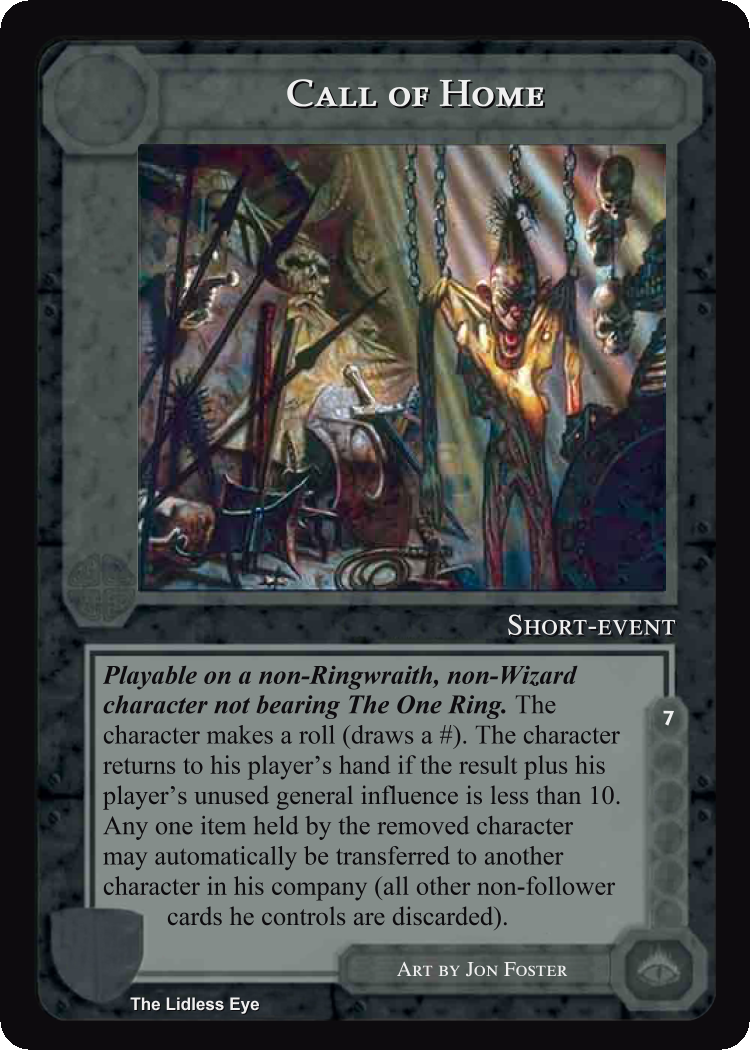 Call of Home
Short-event
Playable on a non-Ringwraith, non-Wizard
character not bearing The One Ring. The
character makes a roll (draws a #). The character
returns to his player's hand if the result plus his
player's unused general influence is less than 10.
Any one item held by the removed character
may automatically be transferred to another
character in his company (all other non-follower
cards he controls are discarded).
7
Art by Jon Foster
The Lidless Eye